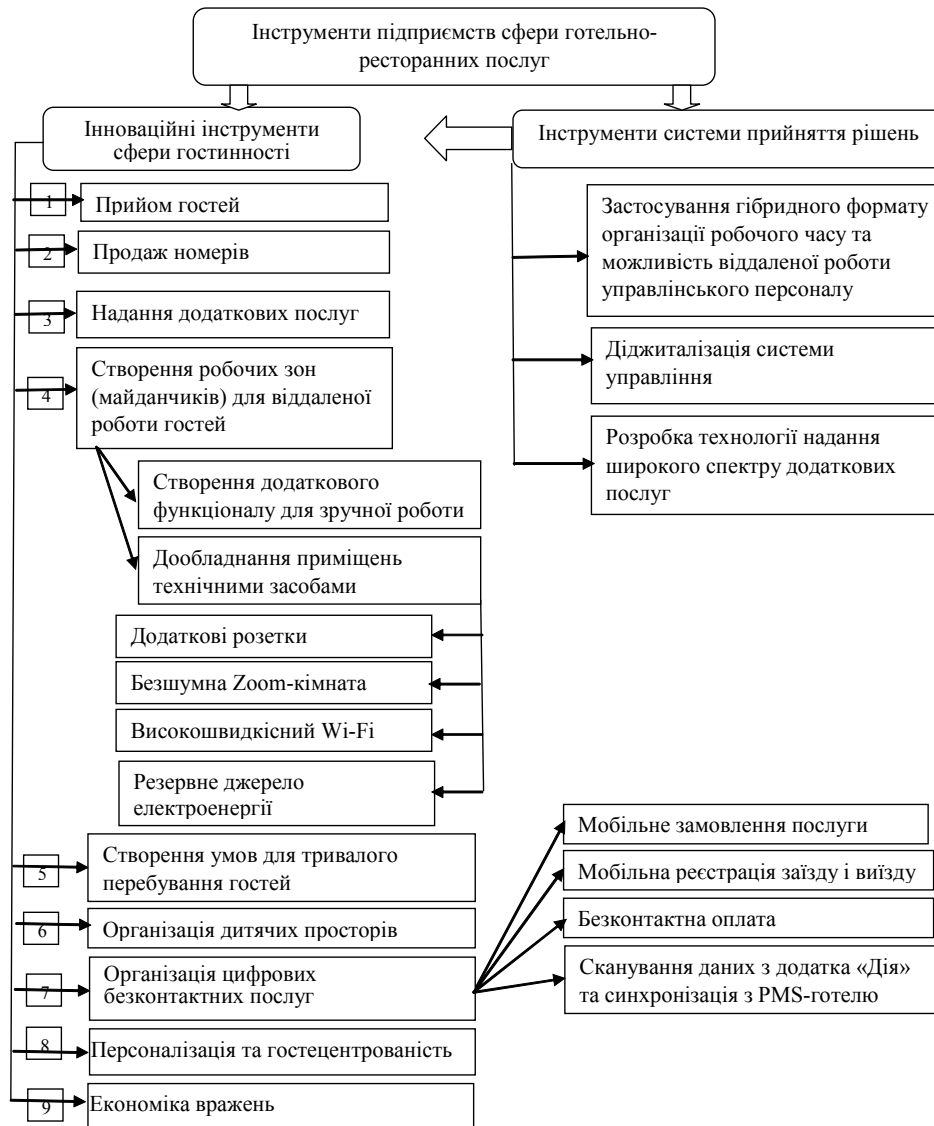 Інструменти підприємств сфери готельно-
ресторанних послуг
Інноваційні інструменти
сфери гостинності
Інструменти системи прийняття рішень
1
Прийом гостей
2
Продаж номерів
3
Надання додаткових послуг
4
Створення робочих зон
(майданчиків) для віддаленої
роботи гостей
Створення додаткового
функціоналу для зручної роботи
Дообладнання приміщень
технічними засобами
Додаткові розетки
Безшумна Zoom-кімната
Високошвидкісний Wi-Fi
Резервне джерело
електроенергії
5
Створення умов для тривалого
перебування гостей
6
Організація дитячих просторів
7
Організація цифрових
безконтактних послуг
8
Персоналізація та гостецентрованість
9
Економіка вражень
Застосування гібридного формату
організації робочого часу та
можливість віддаленої роботи
управлінського персоналу
Діджиталізація системи
управління
Розробка технології надання
широкого спектру додаткових
послуг
Мобільне замовлення послуги
Мобільна реєстрація заїзду і виїзду
Безконтактна оплата
Сканування даних з додатка «Дія»
та синхронізація з PMS-готелю